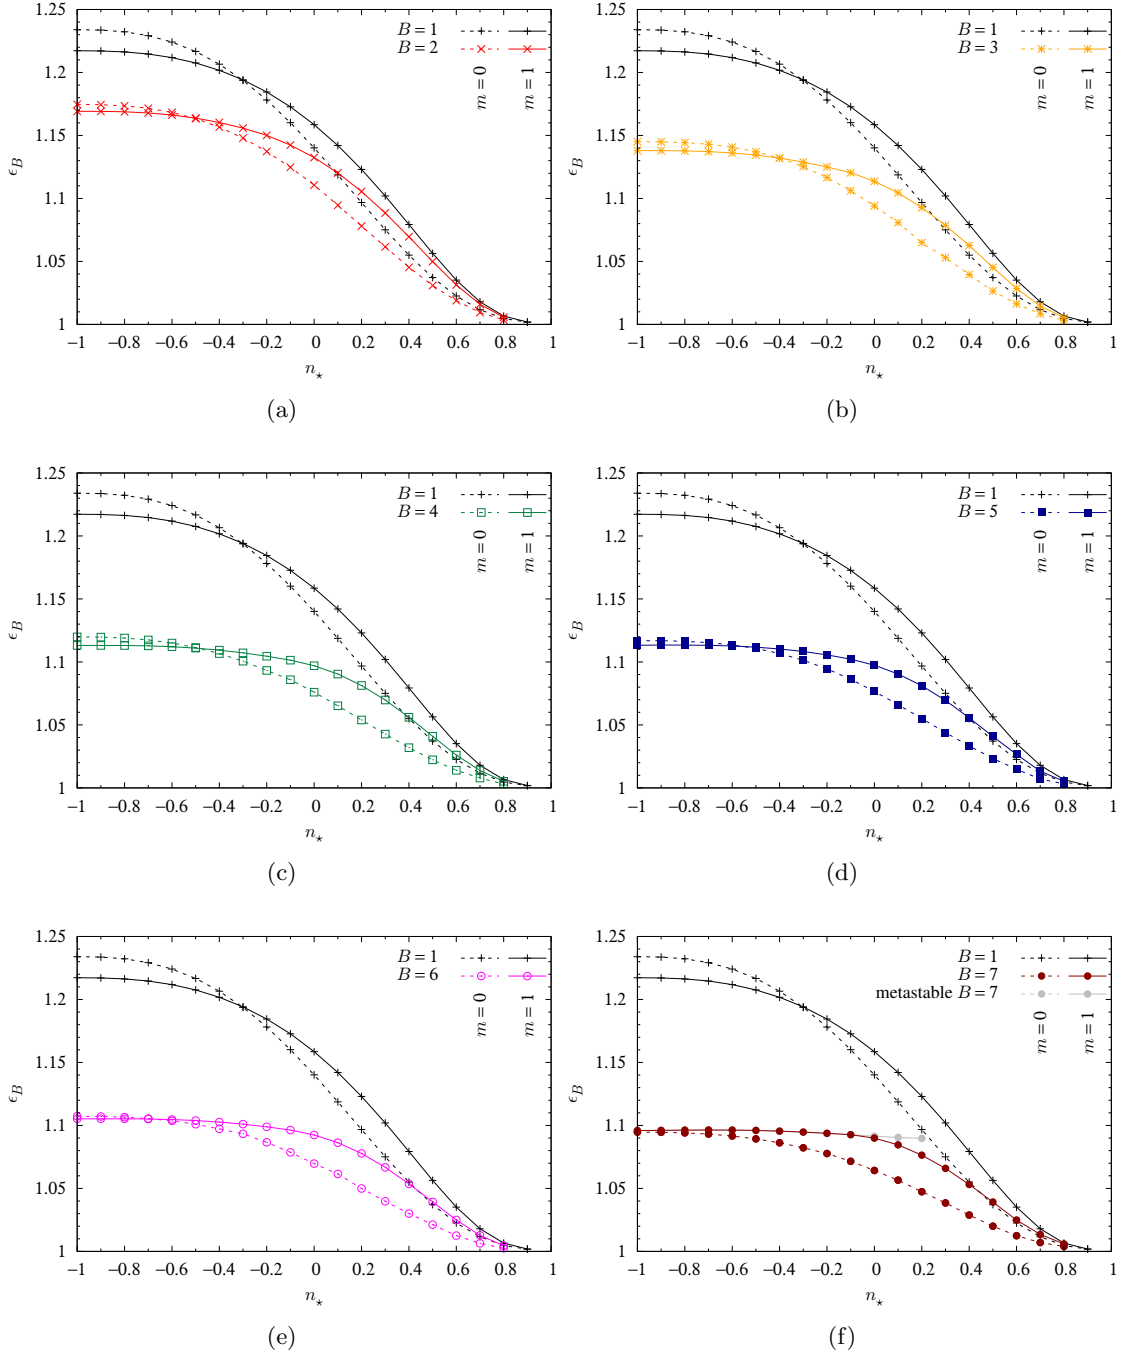 1.25
1.2
1.15
1.1
1.05
1
ϵ_B
−1 −0.8 −0.6 −0.4 −0.2 0 0.2 0.4 0.6 0.8 1
n⋆
B = 1
B = 2
m = 0
m = 1
(a)
1.25
1.2
1.15
1.1
1.05
1
ϵ_B
−1 −0.8 −0.6 −0.4 −0.2 0 0.2 0.4 0.6 0.8 1
n⋆
B = 1
B = 3
m = 0
m = 1
(b)
1.25
1.2
1.15
1.1
1.05
1
ϵ_B
−1 −0.8 −0.6 −0.4 −0.2 0 0.2 0.4 0.6 0.8 1
n⋆
B = 1
B = 4
m = 0
m = 1
(c)
1.25
1.2
1.15
1.1
1.05
1
ϵ_B
−1 −0.8 −0.6 −0.4 −0.2 0 0.2 0.4 0.6 0.8 1
n⋆
B = 1
B = 5
m = 0
m = 1
(d)
1.25
1.2
1.15
1.1
1.05
1
ϵ_B
−1 −0.8 −0.6 −0.4 −0.2 0 0.2 0.4 0.6 0.8 1
n⋆
B = 1
B = 6
m = 0
m = 1
(e)
1.25
1.2
1.15
1.1
1.05
1
ϵ_B
−1 −0.8 −0.6 −0.4 −0.2 0 0.2 0.4 0.6 0.8 1
n⋆
B = 1
B = 7
metastable B = 7
m = 0
m = 1
(f)